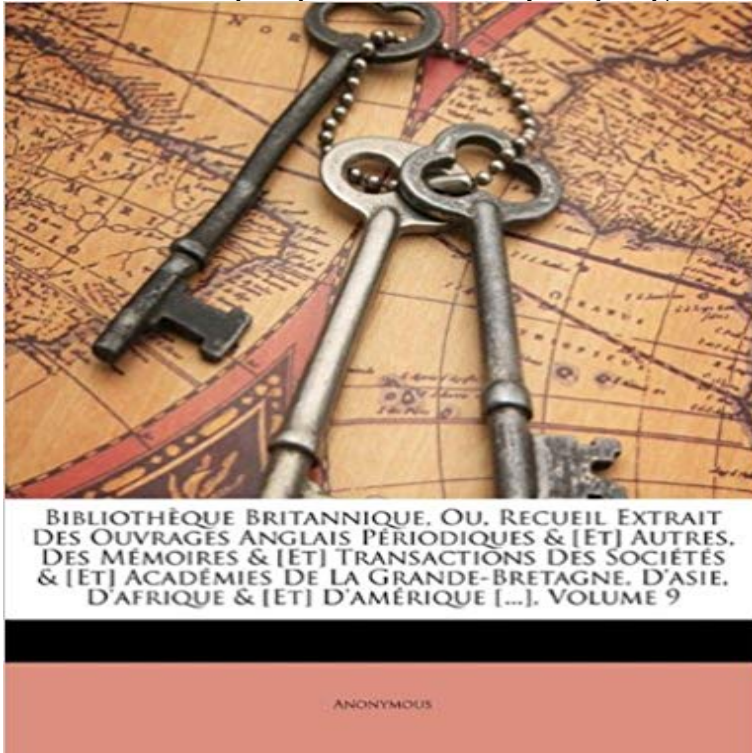 BIBLIOTHÈQUE BRITANNIQUE, OU, RECUEIL EXTRAIT
DES OUVRAGES ANGLAIS PÉRIODIQUES & [ET] AUTRES,
DES MÉMOIRES & [ET] TRANSACTIONS DES SOCIÉTÉS
& [ET] ACADÉMIES DE LA GRANDE-BRETAGNE, D'ASIE,
D'AFRIQUE & [ET] D'AMÉRIQUE [...], VOLUME 9
ANONYMOUS